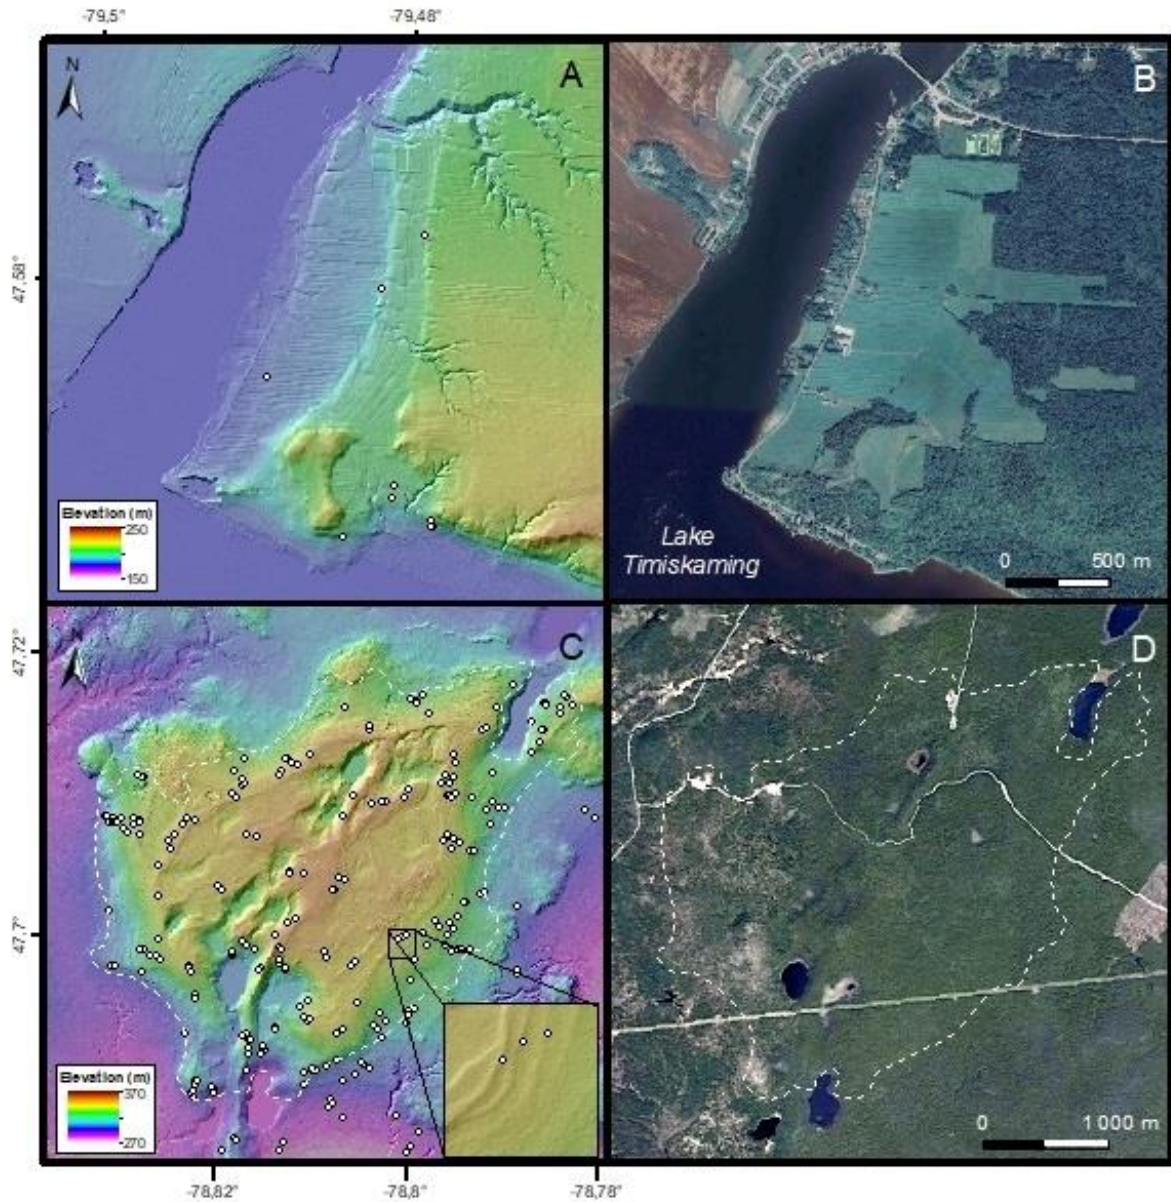 -79,5° -79,48°
N
A
B
47,58°
Elevation (m)
250
150
Lake
Timiskaming
0 500 m
47,72°
N
C
D
47,7°
Elevation (m)
370
270
0 1 000 m
-78,82° -78,8° -78,78°